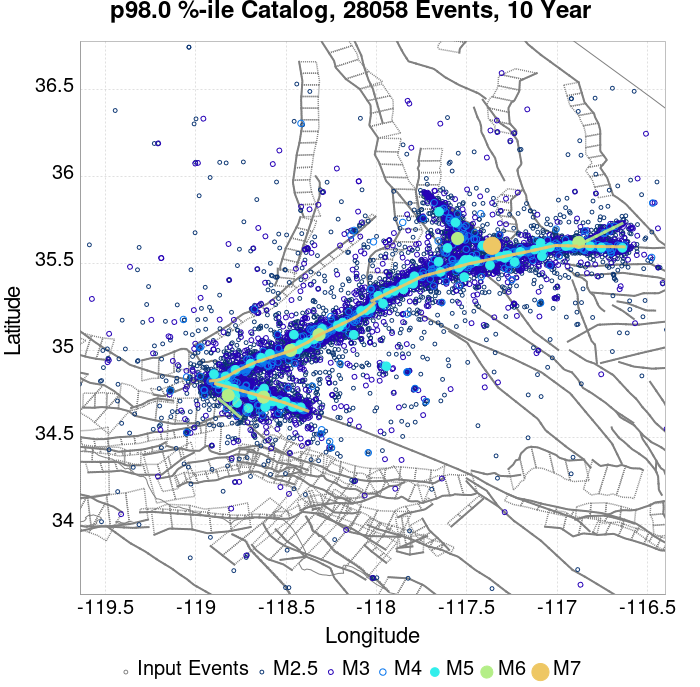 p98.0 %-ile Catalog, 28058 Events, 10 Year
36.5
36
35.5
35
34.5
34
Latitude
-119.5 -119 -118.5 -118 -117.5 -117 -116.5
Longitude
Input Events M2.5 M3 M4 M5 M6 M7